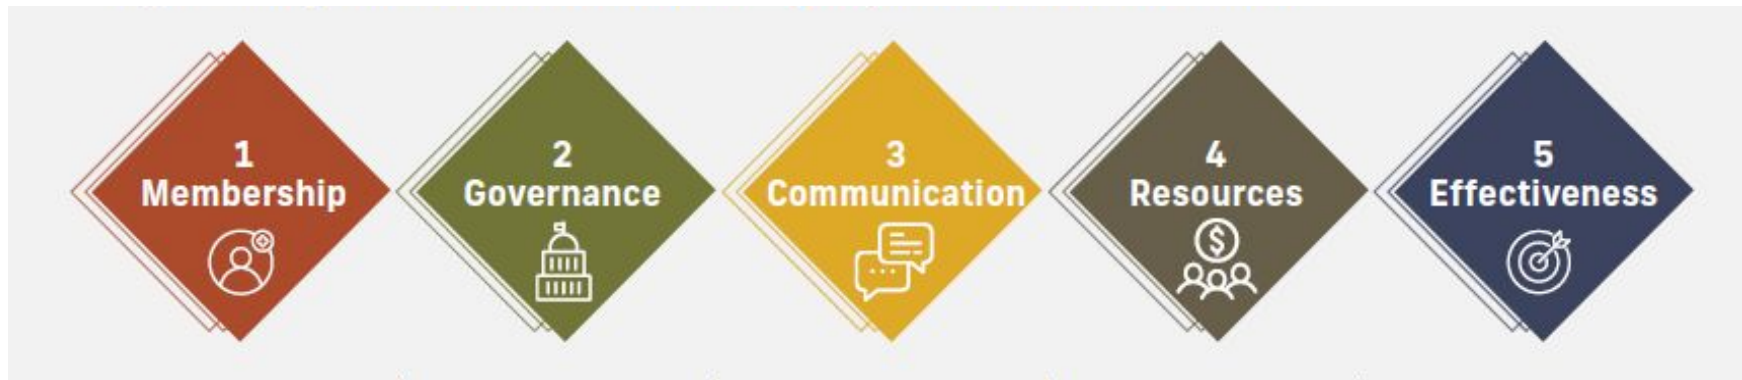 1
Membership
2
Governance
3
Communication
4
Resources
$
5
Effectiveness